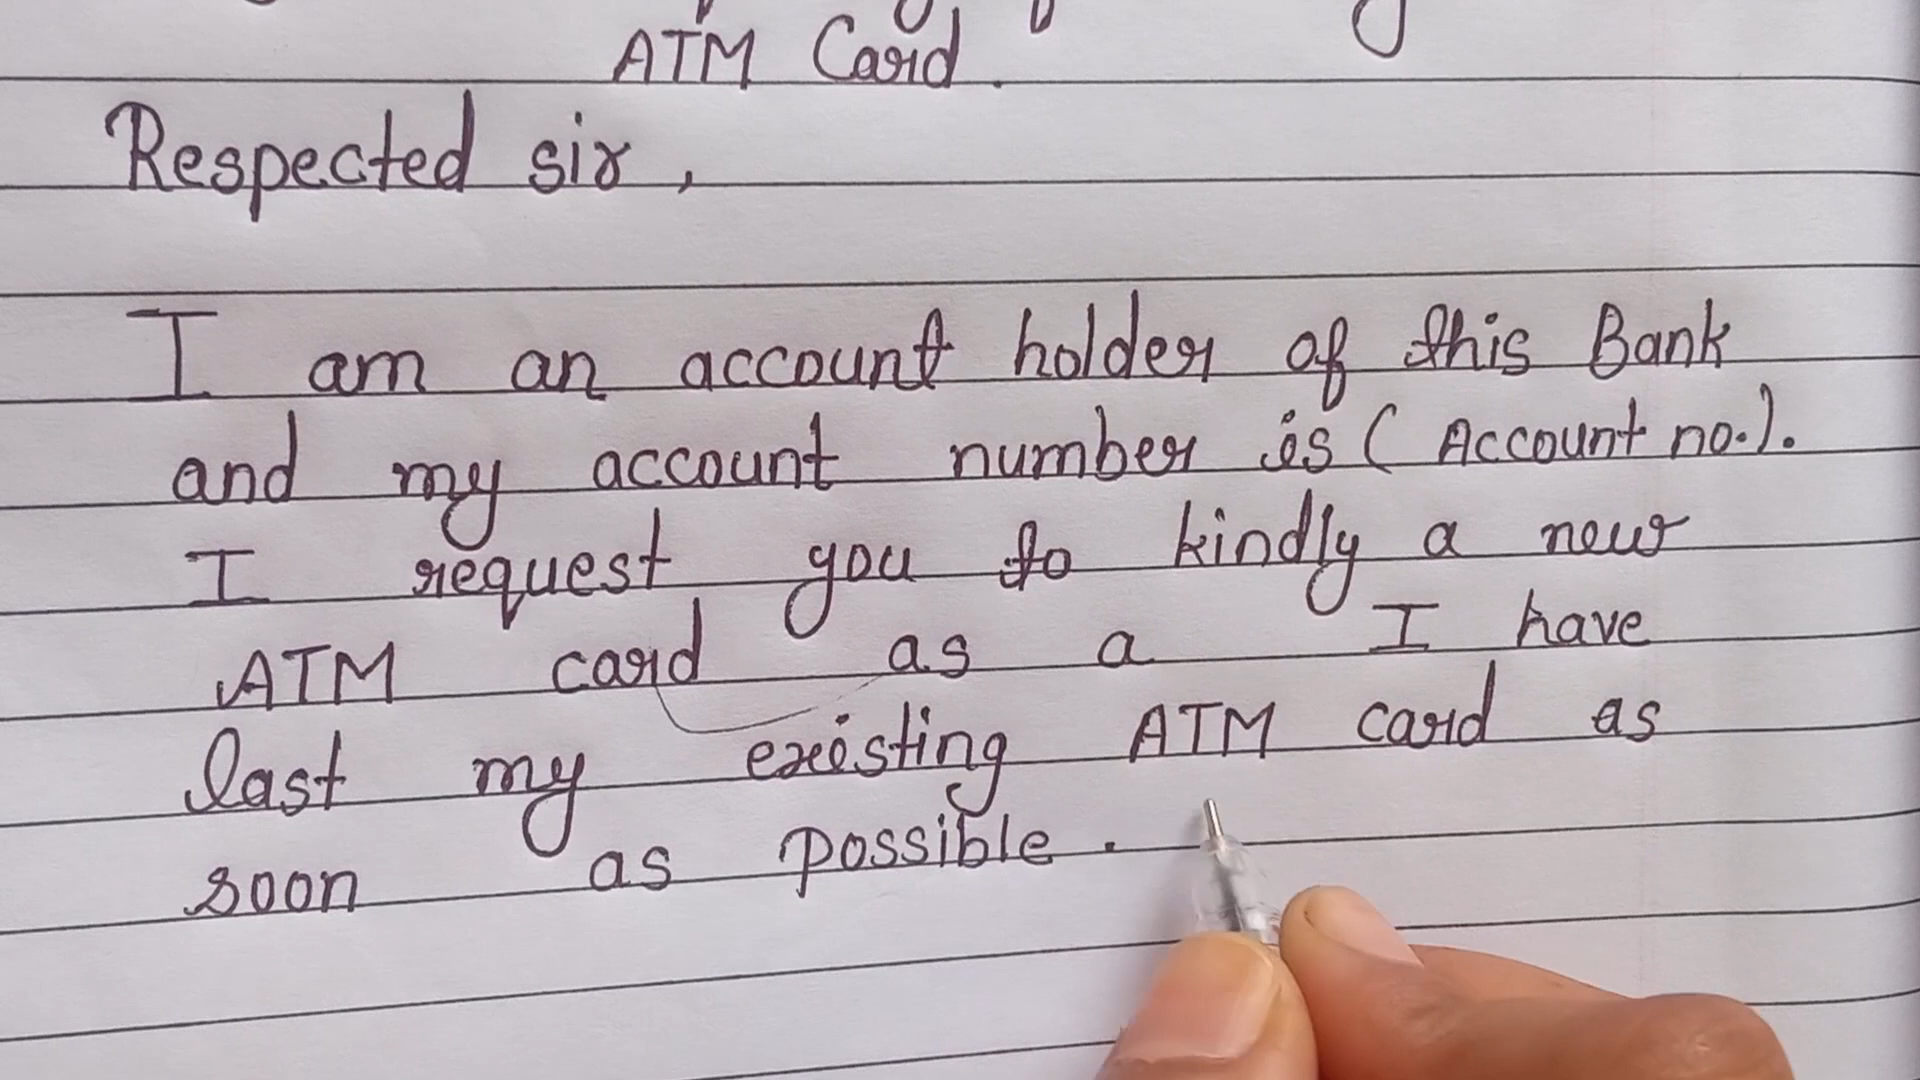 ATM Card.
Respected sir,
I am an account holder of this Bank
and my account number is ( Account no.).
I request you to kindly a new
ATM card as a I have
last my existing ATM card as
soon as possible.